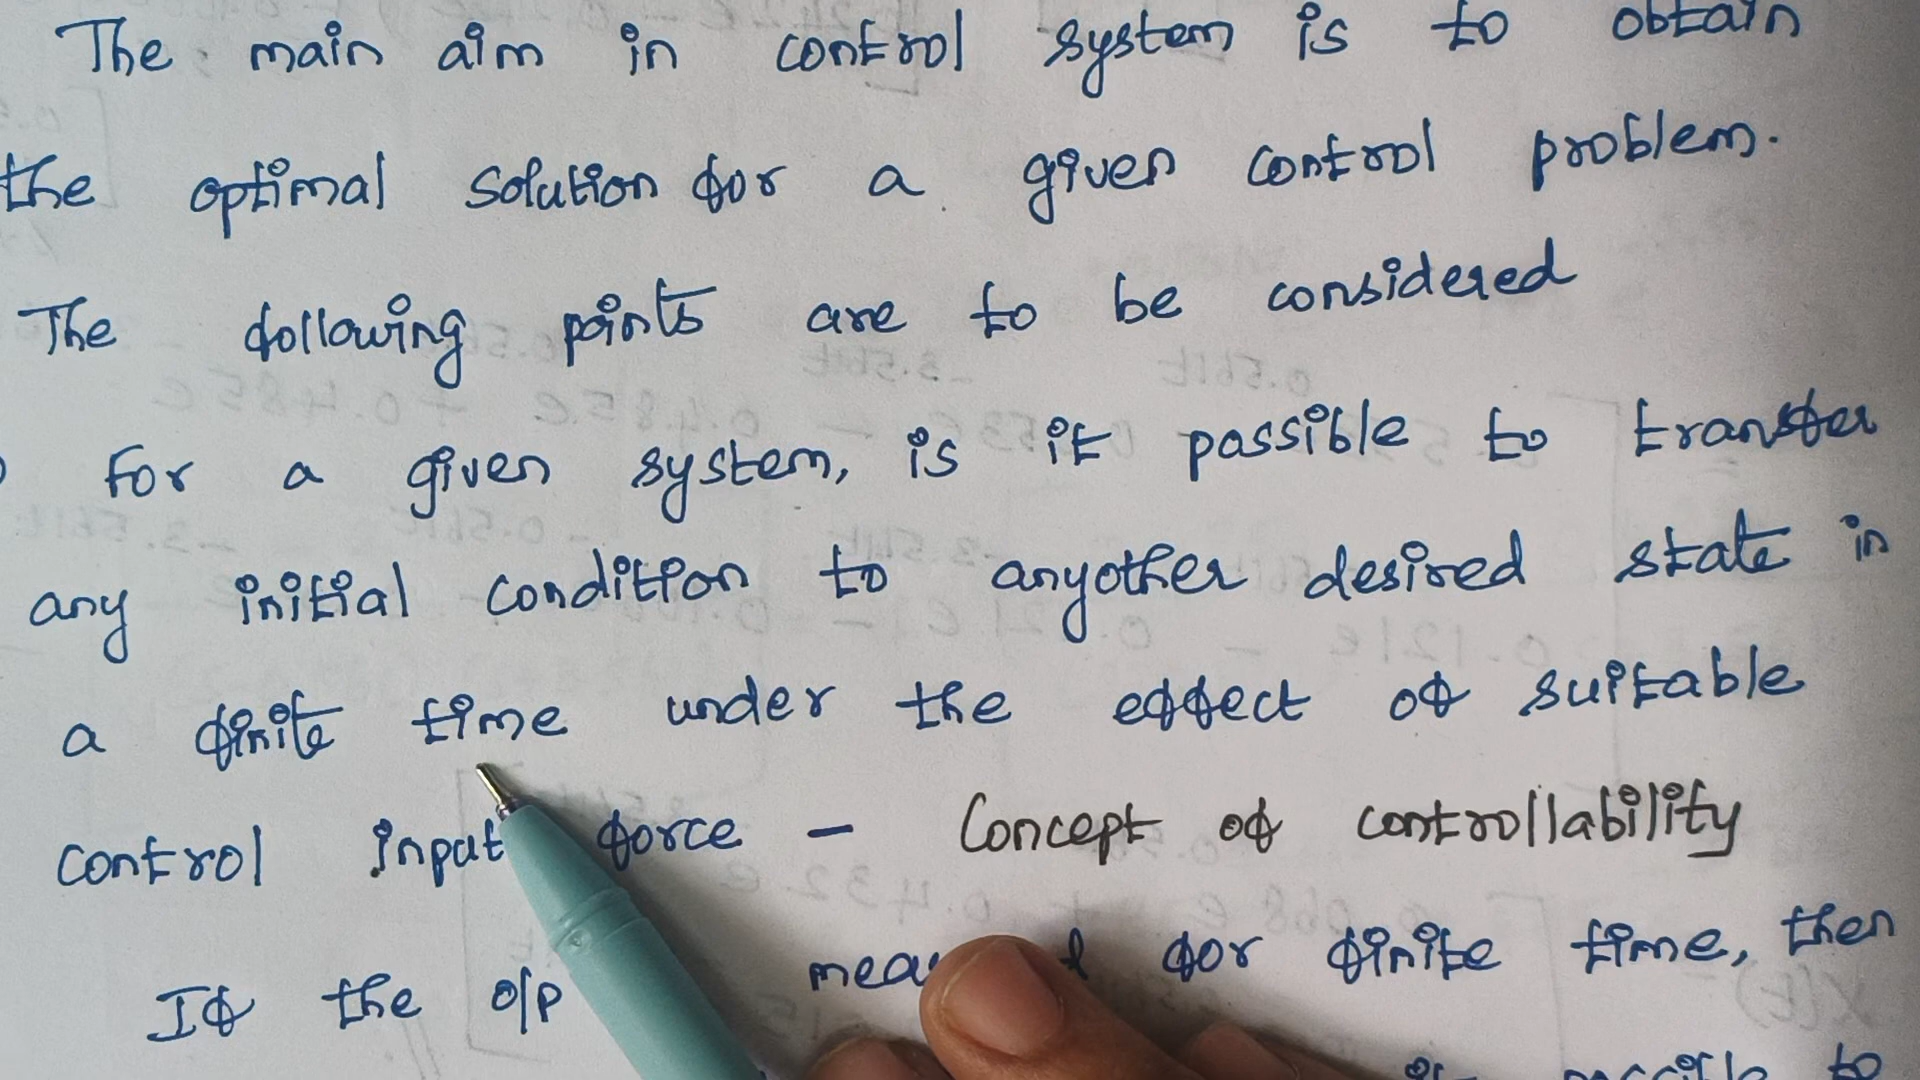 The main aim in control system is to obtain
the optimal solution for a given control problem.
The following points are to be considered
For a given system, is it possible to transfer
any initial condition to anyother desired state in
a finite time under the effect of suitable
control input force - Concept of controllability
If the o/p for finite time, then
to